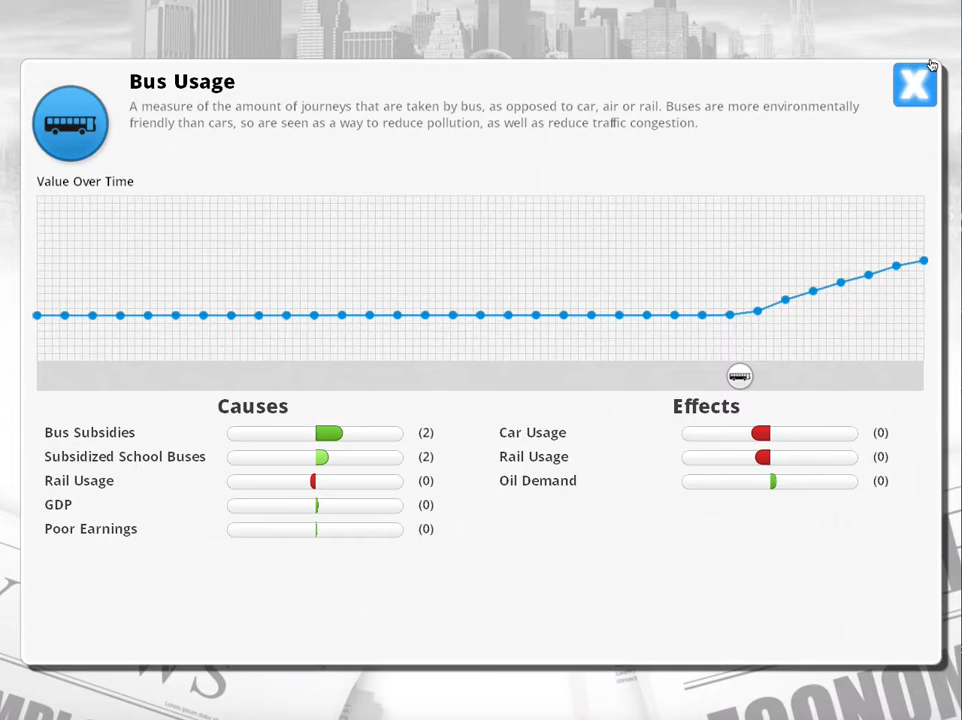 Bus Usage
A measure of the amount of journeys that are taken by bus, as opposed to car, air or rail. Buses are more environmentally
friendly than cars, so are seen as a way to reduce pollution, as well as reduce traffic congestion.
X
Value Over Time
Causes
Effects
Bus Subsidies (2)
Car Usage (0)
Subsidized School Buses (2)
Rail Usage (0)
Rail Usage (0)
Oil Demand (0)
GDP (0)
Poor Earnings (0)
ECONOM